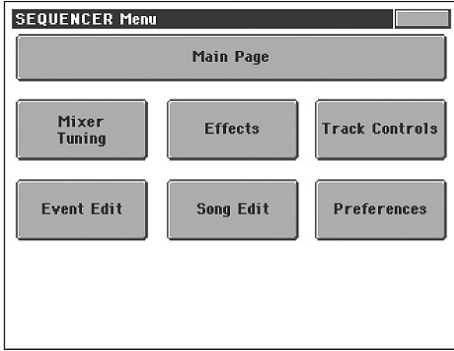 SEQUENCER Menu
Main Page
Mixer
Tuning
Effects
Track Controls
Event Edit
Song Edit
Preferences